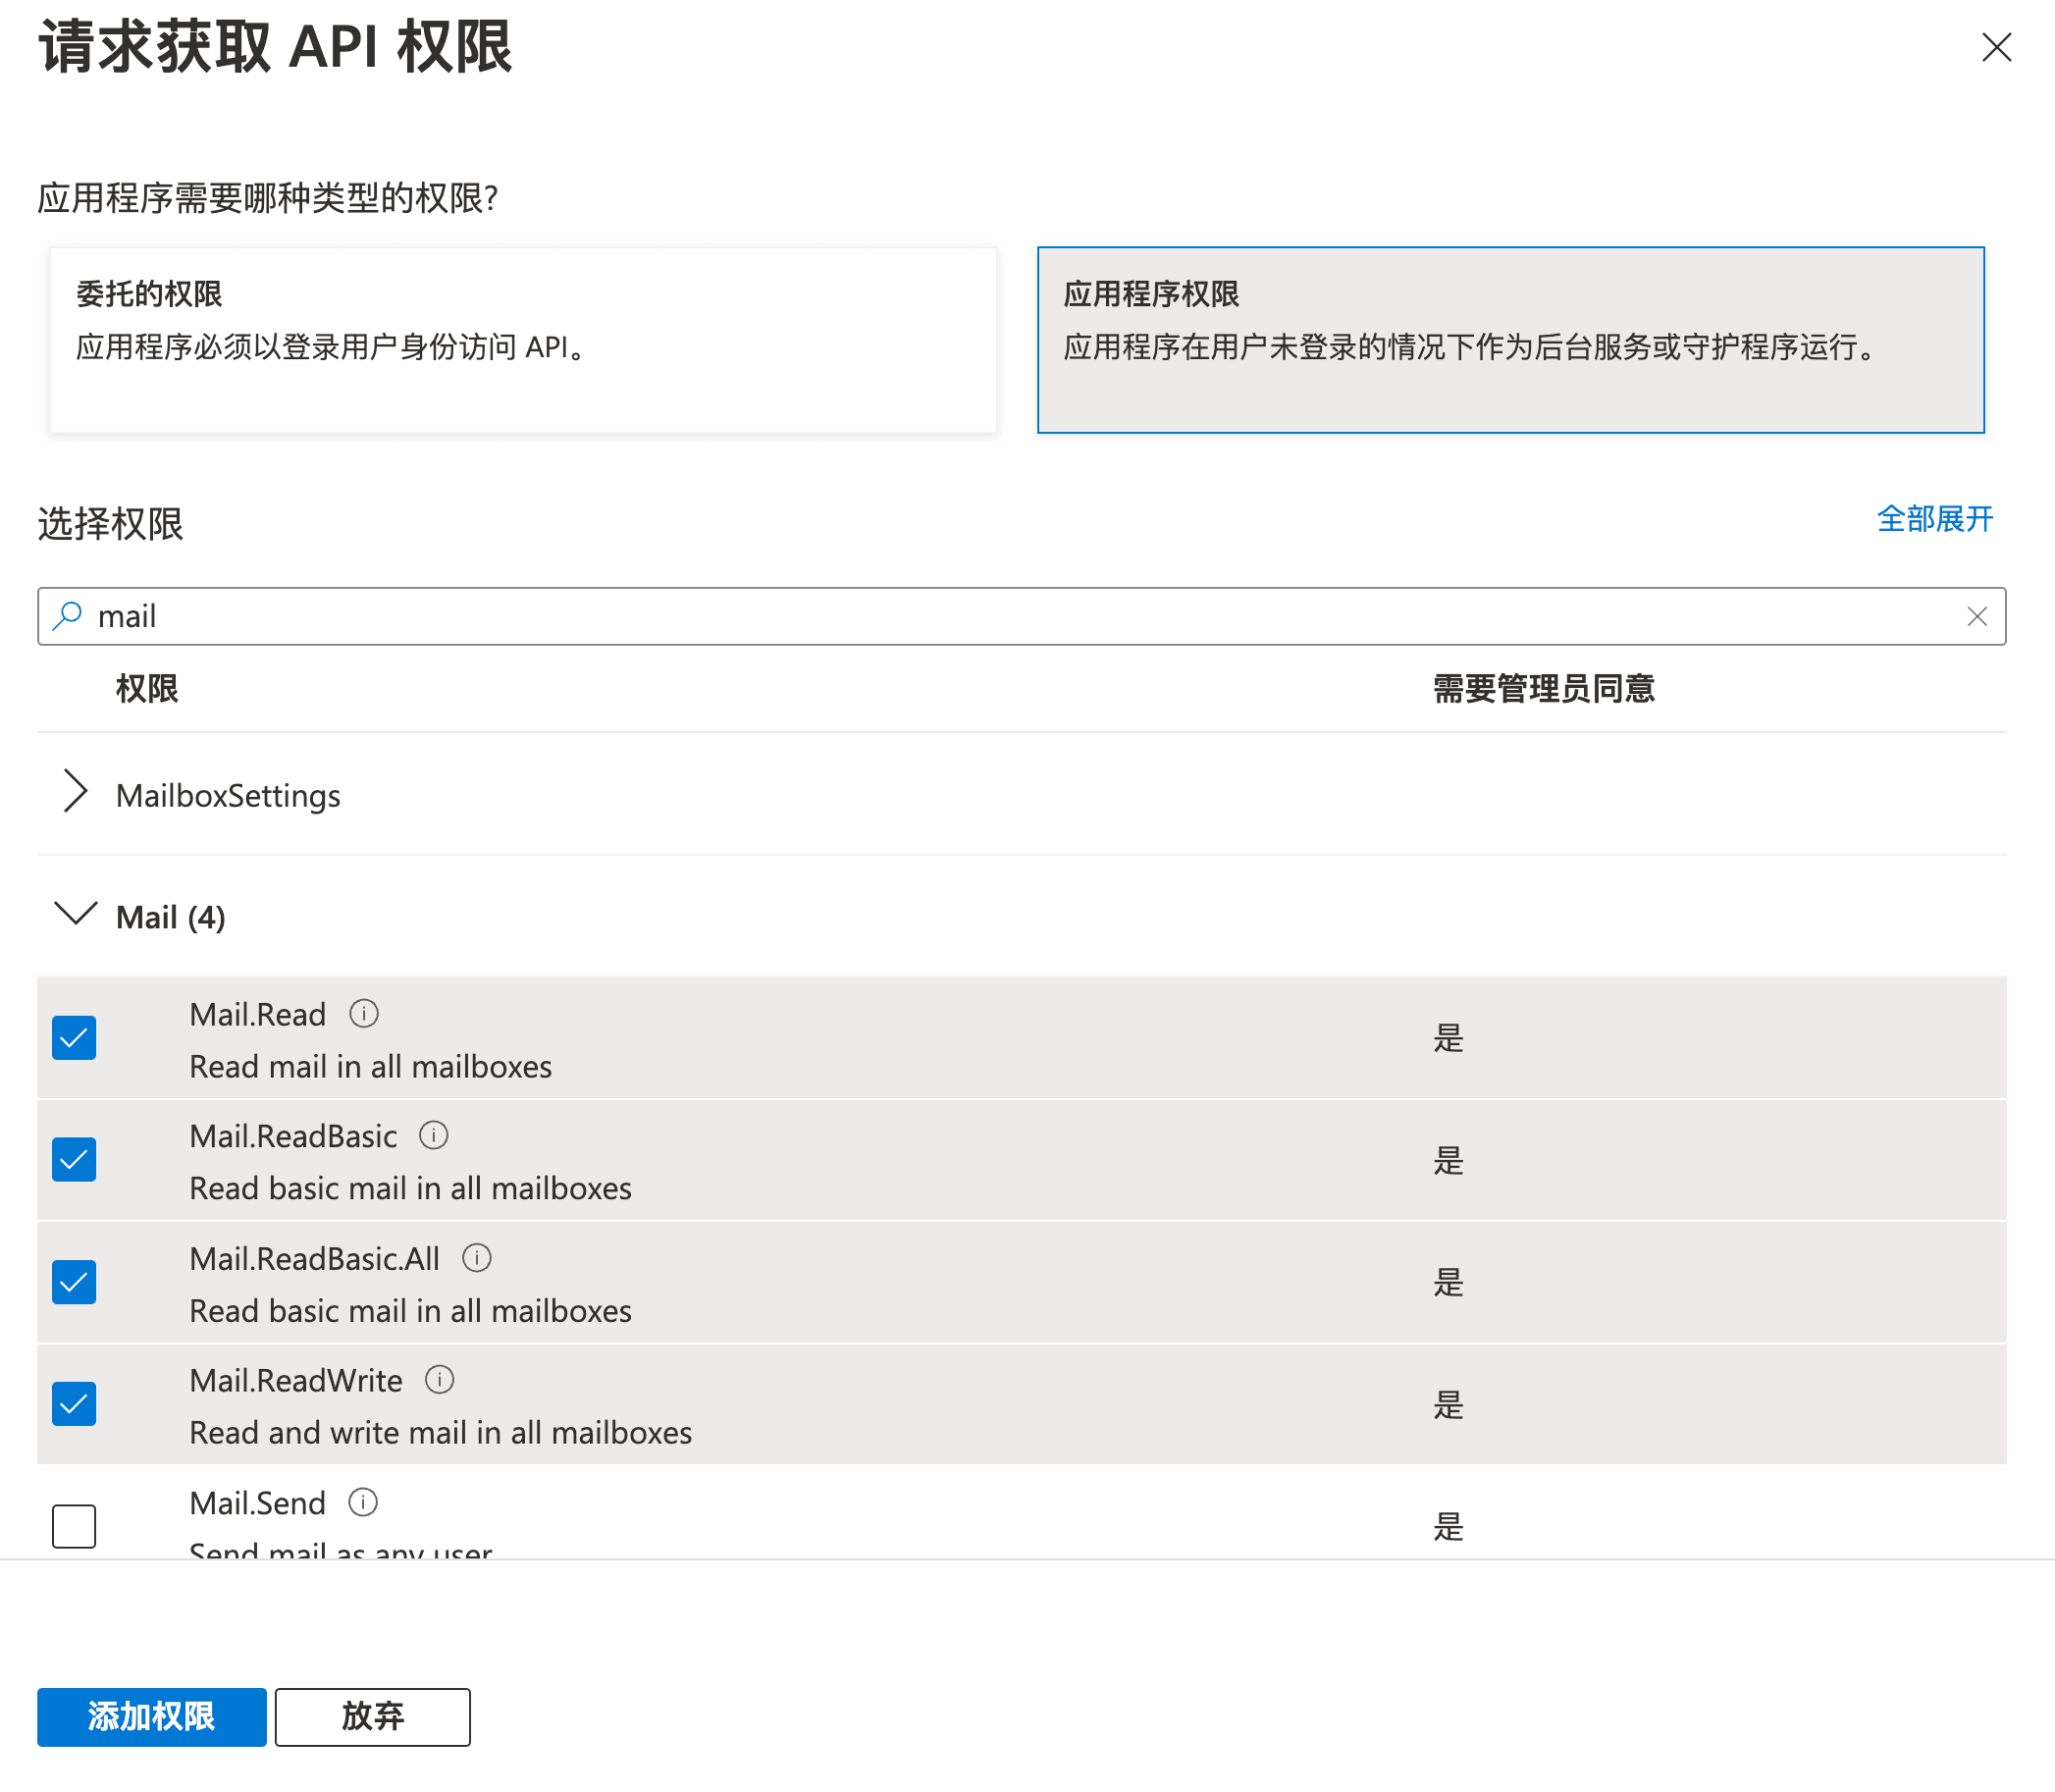 请求获取 API 权限
应用程序需要哪种类型的权限?
委托的权限
应用程序必须以登录用户身份访问 API。
应用程序权限
应用程序在用户未登录的情况下作为后台服务或守护程序运行。
选择权限
全部展开
mail
权限 需要管理员同意
MailboxSettings
Mail (4)
Mail.Read
Read mail in all mailboxes
是
Mail.ReadBasic
Read basic mail in all mailboxes
是
Mail.ReadBasic.All
Read basic mail in all mailboxes
是
Mail.ReadWrite
Read and write mail in all mailboxes
是
Mail.Send
Send mail as any user
是
添加权限 放弃